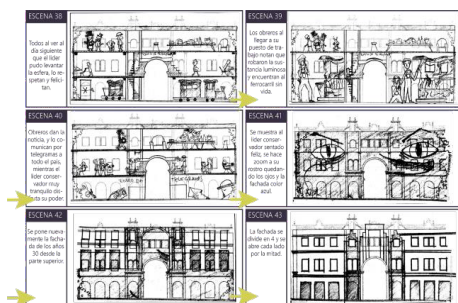 ESCENA 38
Todos al ver al
día siguiente
que el líder
pudo levantar
la esfera, lo es-
petan y felici-
tan.
ESCENA 39
Los obreros al
llegar a su
puesto de tra-
bajo notan que
robaron la sus-
tancia luminosa
y encuentran al
ferrocarril sin
vida.
ESCENA 40
Obreros dan la
noticia, y lo co-
munican por
telegramas a
todo el país,
mientras el
líder conser-
vador muy
tranquilo dis-
fruta su poder.
ESCENA 41
Se muestra al
líder conser-
vador sentado
feliz, se hace
zoom a su
rostro quedan-
do los ojos y la
fachada color
azul.
ESCENA 42
Se pone nueva-
mente la facha-
da de los años
30 desde la
parte superior.
ESCENA 43
La fachada se
divide en 4 y se
abre cada lado
por la mitad.